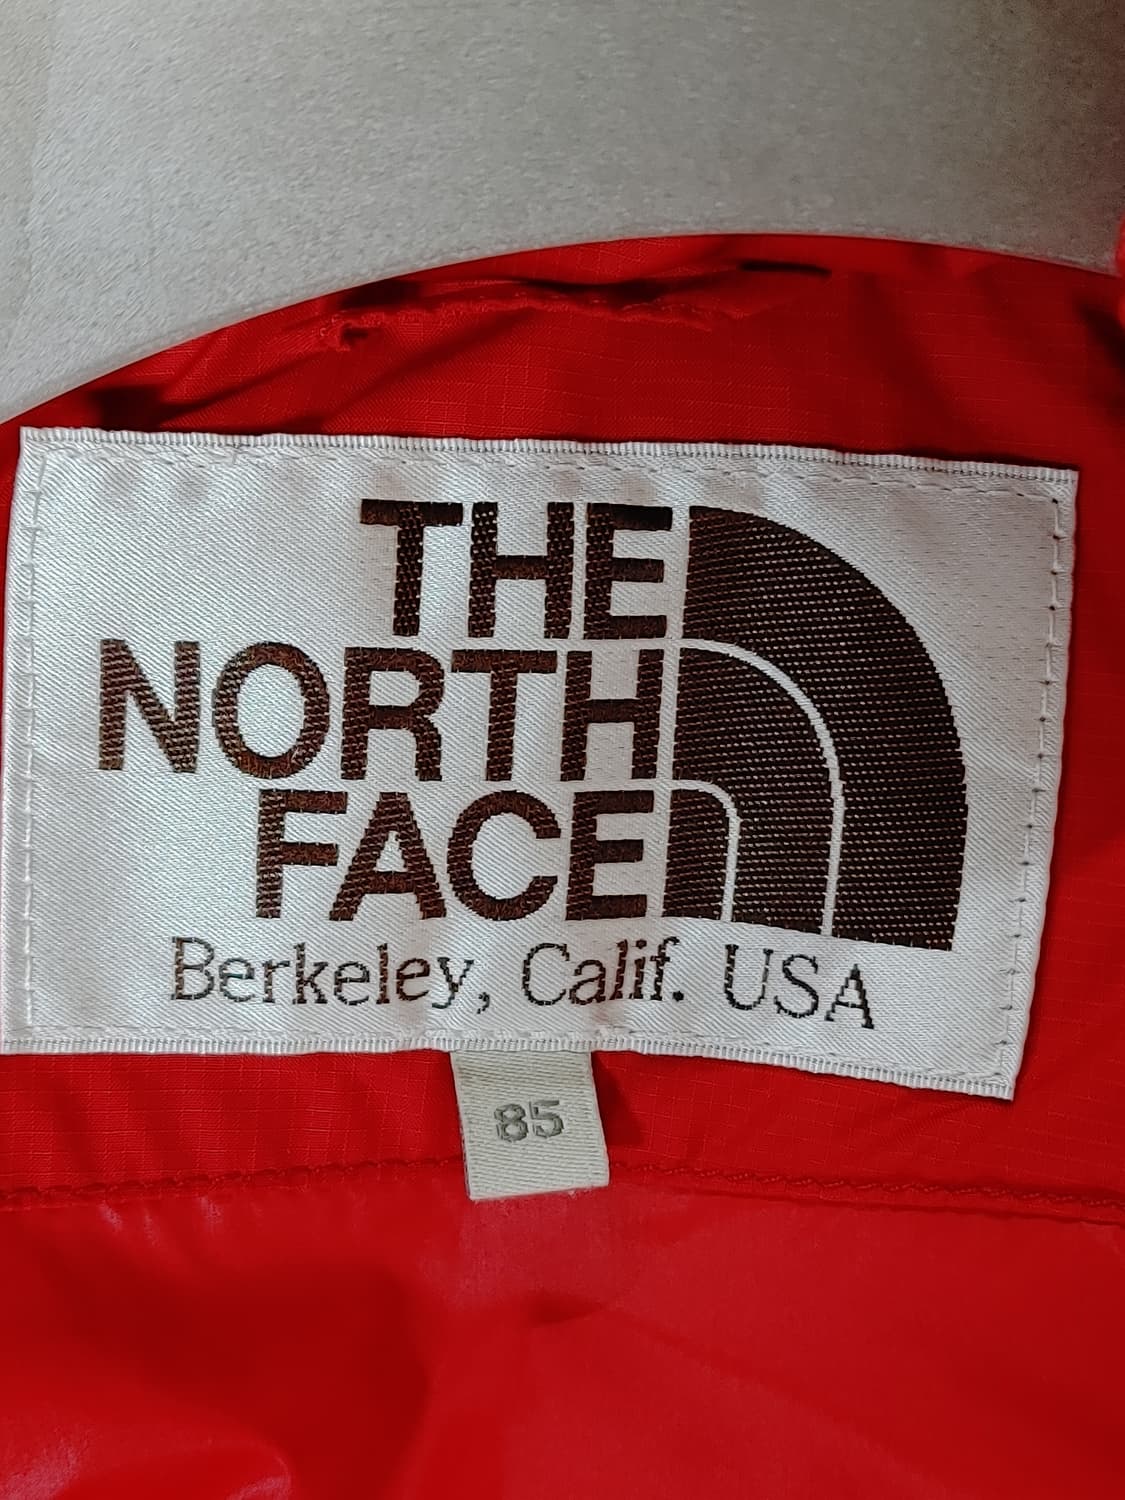 THE
NORTH
FACE
Berkeley, Calif. USA
85